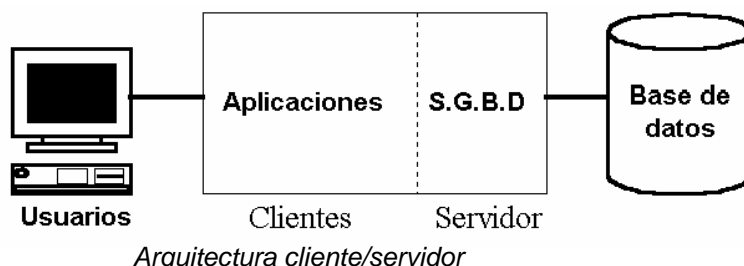 Aplicaciones
S.G.B.D
Base de
datos
Usuarios
Clientes
Servidor
Arquitectura cliente/servidor